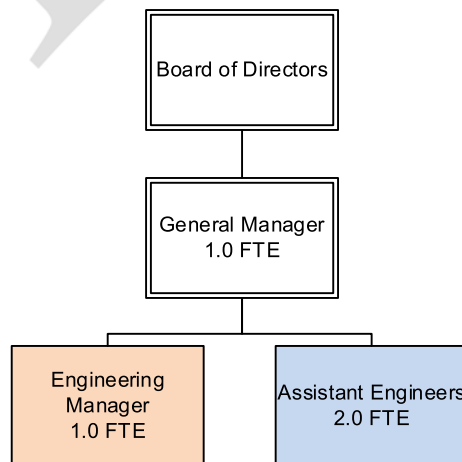 Board of Directors
General Manager
1.0 FTE
Engineering
Manager
1.0 FTE
Assistant Engineers
2.0 FTE